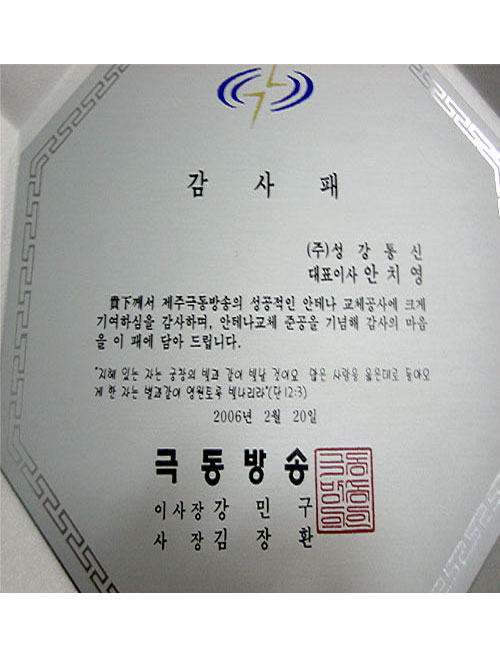 감 사 패
(주)성강통신
대표이사 안치영
貴下께서 제주극동방송의 성공적인 안테나 교체공사에 크게
기여하심을 감사하며, 안테나교체 준공을 기념해 감사의 마음
을 이 패에 담아 드립니다.
"지혜 있는 자는 궁창의 빛과 같이 빛날 것이요 많은 사람을 옳은데로 돌아오
게 한 자는 별과같이 영원토록 빛나리라"(단12:3)
2006년 2월 20일
극동방송
이사장 강 민 구
사 장 김 장 환